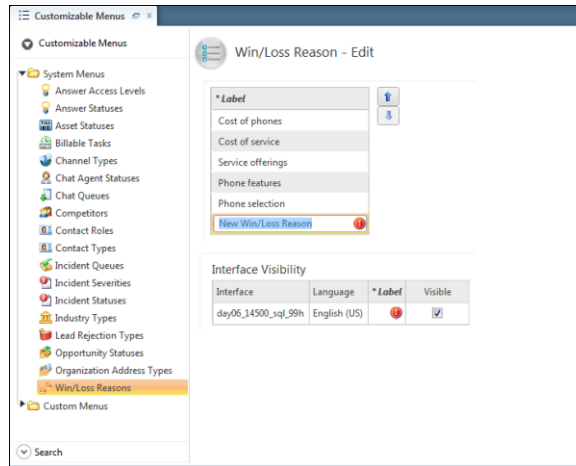 Customizable Menus
Customizable Menus
System Menus
Answer Access Levels
Answer Statuses
Asset Statuses
Billable Tasks
Channel Types
Chat Agent Statuses
Chat Queues
Competitors
Contact Roles
Contact Types
Incident Queues
Incident Severities
Incident Statuses
Industry Types
Lead Rejection Types
Opportunity Statuses
Organization Address Types
Win/Loss Reasons
Custom Menus
Search
Win/Loss Reason - Edit
*Label
Cost of phones
Cost of service
Service offerings
Phone features
Phone selection
New Win/Loss Reason
Interface Visibility
Interface Language *Label Visible
day06_14500_sql_99h English (US)